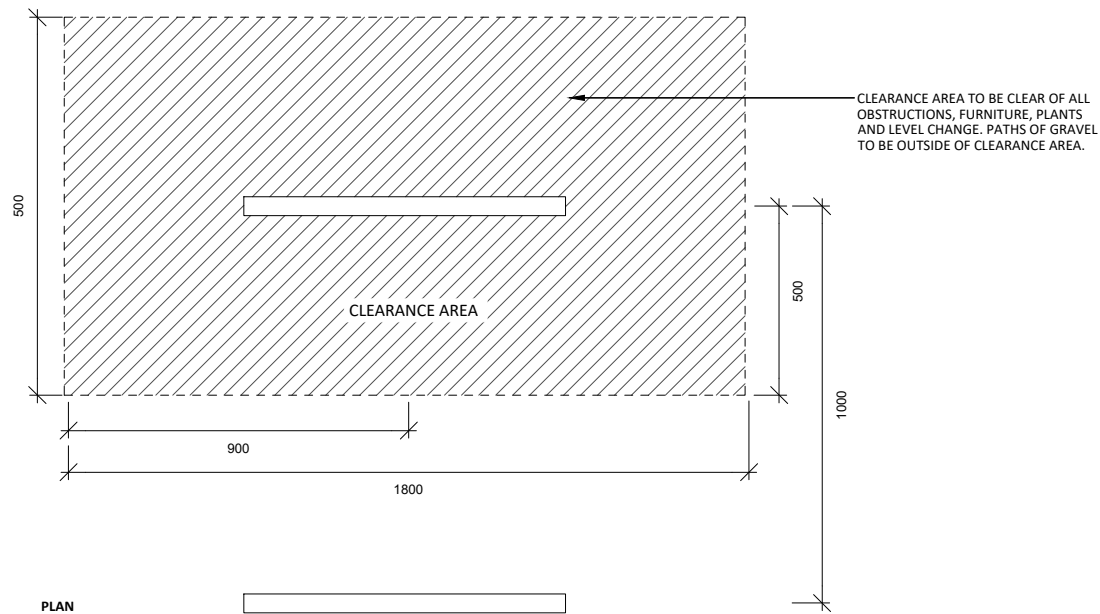 CLEARANCE AREA TO BE CLEAR OF ALL
OBSTRUCTIONS, FURNITURE, PLANTS
AND LEVEL CHANGE. PATHS OF GRAVEL
TO BE OUTSIDE OF CLEARANCE AREA.
500
500
CLEARANCE AREA
1000
900
1800
PLAN